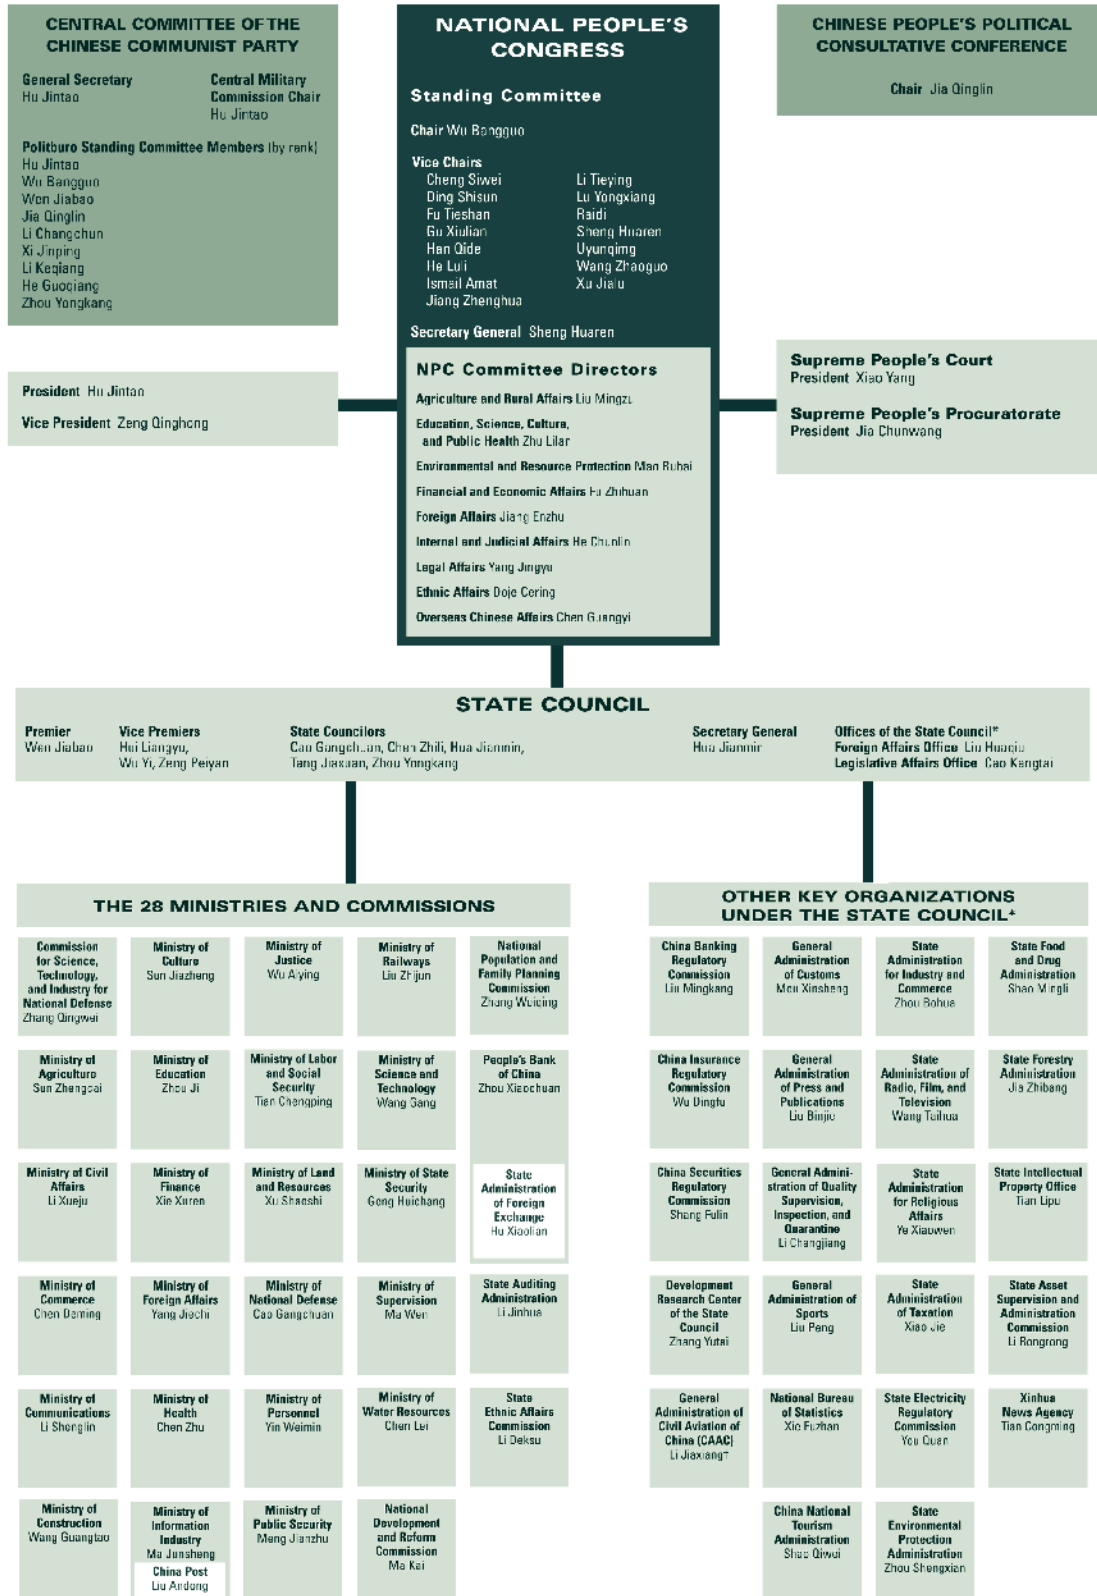 CENTRAL COMMITTEE OF THE
CHINESE COMMUNIST PARTY
General Secretary
Hu Jintao
Central Military
Commission Chair
Hu Jintao
Politburo Standing Committee Members (by rank)
Hu Jintao
Wu Bangguo
Wen Jiabao
Jia Qinglin
Li Changchun
Xi Jinping
Li Keqiang
He Guoqiang
Zhou Yongkang
NATIONAL PEOPLE'S
CONGRESS
Standing Committee
Chair Wu Bangguo
Vice Chairs
Cheng Siwei
Ding Shisun
Fu Tieshan
Gu Xiulian
Han Qide
He Luli
Ismail Amat
Jiang Zhenghua
Li Tieying
Lu Yongxiang
Raidi
Sheng Huaren
Uyunqimg
Wang Zhaoguo
Xu Jialu
Secretary General Sheng Huaren
CHINESE PEOPLE'S POLITICAL
CONSULTATIVE CONFERENCE
Chair Jia Qinglin
President Hu Jintao
Vice President Zeng Qinghong
NPC Committee Directors
Agriculture and Rural Affairs Liu Mingzu
Education, Science, Culture,
and Public Health Zhu Lilan
Environmental and Resource Protection Mao Rubai
Financial and Economic Affairs Fu Zhihuan
Foreign Affairs Jiang Enzhu
Internal and Judicial Affairs He Chunlin
Legal Affairs Yang Jingyu
Ethnic Affairs Doje Cering
Overseas Chinese Affairs Chen Guangyi
Supreme People's Court
President Xiao Yang
Supreme People's Procuratorate
President Jia Chunwang
STATE COUNCIL
Premier
Wen Jiabao
Vice Premiers
Hui Liangyu,
Wu Yi, Zeng Peiyan
State Councilors
Cao Gangchuan, Chen Zhili, Hua Jianmin,
Tang Jiaxuan, Zhou Yongkang
Secretary General
Hua Jianmin
Offices of the State Council*
Foreign Affairs Office Liu Huaqiu
Legislative Affairs Office Cao Kangtai
THE 28 MINISTRIES AND COMMISSIONS
Commission
for Science,
Technology,
and Industry for
National Defense
Zhang Qingwei
Ministry of
Culture
Sun Jiazheng
Ministry of
Justice
Wu Aiying
Ministry of
Railways
Liu Zhijun
National
Population and
Family Planning
Commission
Zhang Weiqing
Ministry of
Agriculture
Sun Zhengcai
Ministry of
Education
Zhou Ji
Ministry of Labor
and Social
Security
Tian Chengping
Ministry of
Science and
Technology
Wang Gang
People's Bank
of China
Zhou Xiaochuan
Ministry of Civil
Affairs
Li Xueju
Ministry of
Finance
Xie Xuren
Ministry of Land
and Resources
Xu Shaoshi
Ministry of State
Security
Geng Huichang
State
Administration
of Foreign
Exchange
Hu Xiaolian
Ministry of
Commerce
Chen Deming
Ministry of
Foreign Affairs
Yang Jiechi
Ministry of
National Defense
Cao Gangchuan
Ministry of
Supervision
Ma Wen
State Auditing
Administration
Li Jinhua
Ministry of
Communications
Li Shenglin
Ministry of
Health
Chen Zhu
Ministry of
Personnel
Yin Weimin
Ministry of
Water Resources
Chen Lei
State
Ethnic Affairs
Commission
Li Deksu
Ministry of
Construction
Wang Guangtao
Ministry of
Information
Industry
Ma Junsheng
China Post
Liu Andong
Ministry of
Public Security
Meng Jianzhu
National
Development
and Reform
Commission
Ma Kai
OTHER KEY ORGANIZATIONS
UNDER THE STATE COUNCIL*
China Banking
Regulatory
Commission
Liu Mingkang
General
Administration
of Customs
Mou Xinsheng
State
Administration
for Industry and
Commerce
Zhou Bohua
State Food
and Drug
Administration
Shao Mingli
China Insurance
Regulatory
Commission
Wu Dingfu
General
Administration
of Press and
Publications
Liu Binjie
State
Administration of
Radio, Film, and
Television
Wang Taihua
State Forestry
Administration
Jia Zhibang
China Securities
Regulatory
Commission
Shang Fulin
General Admini-
stration of Quality
Supervision,
Inspection, and
Quarantine
Li Changjiang
State
Administration
for Religious
Affairs
Ye Xiaowen
State Intellectual
Property Office
Tian Lipu
Development
Research Center
of the State
Council
Zhang Yutai
General
Administration of
Sports
Liu Peng
State
Administration
of Taxation
Xiao Jie
State Asset
Supervision and
Administration
Commission
Li Rongrong
General
Administration of
Civil Aviation of
China (CAAC)
Li Jiaxiang†
National Bureau
of Statistics
Xie Fuzhan
State Electricity
Regulatory
Commission
You Quan
Xinhua
News Agency
Tian Congming
China National
Tourism
Administration
Shao Qiwei
State
Environmental
Protection
Administration
Zhou Shengxian